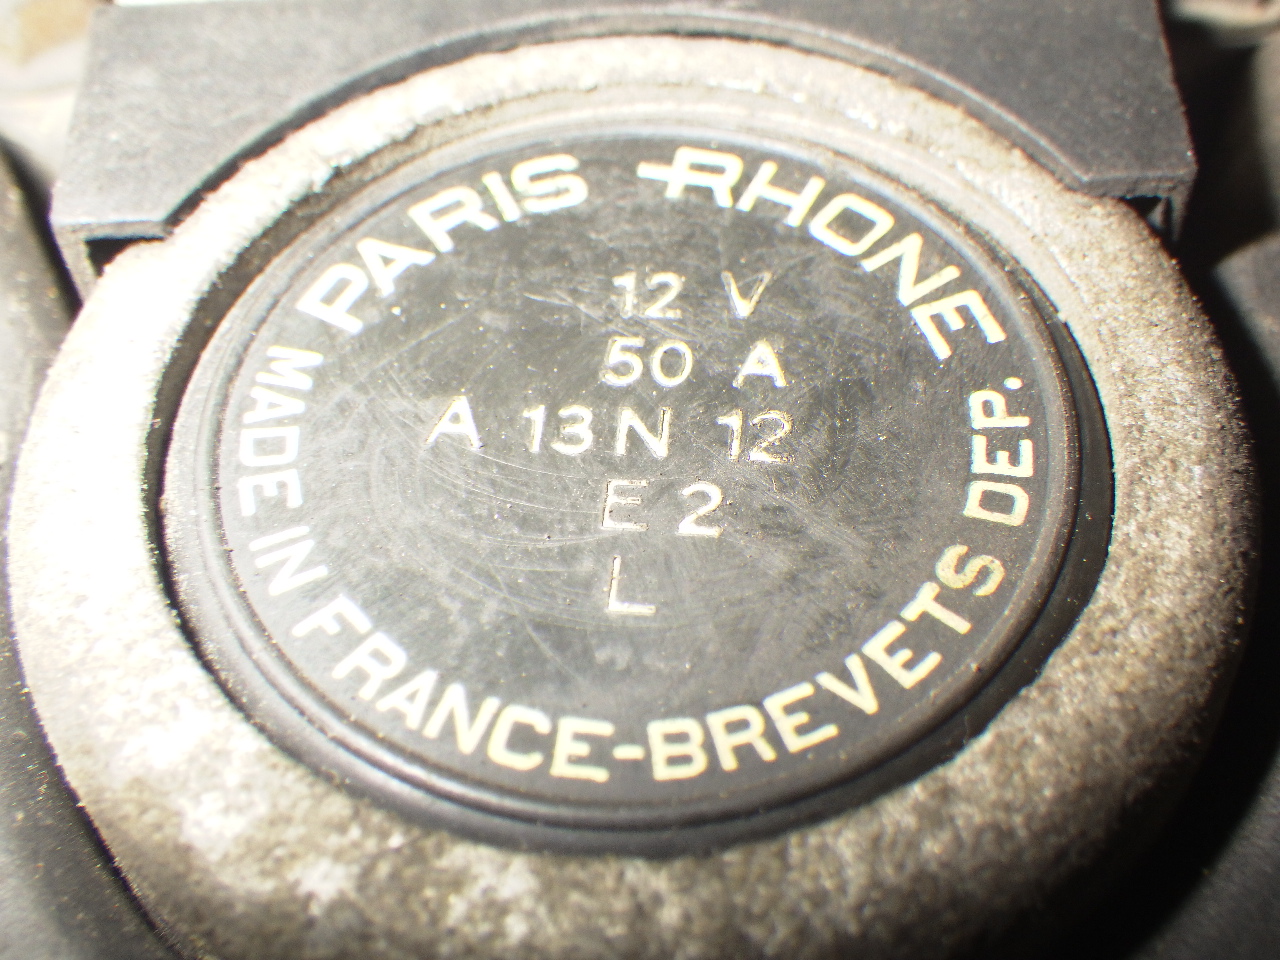 PARIS-RHONE
12 V
50 A
A 13 N 12
E 2
L
MADE IN FRANCE-BREVETS DEP.